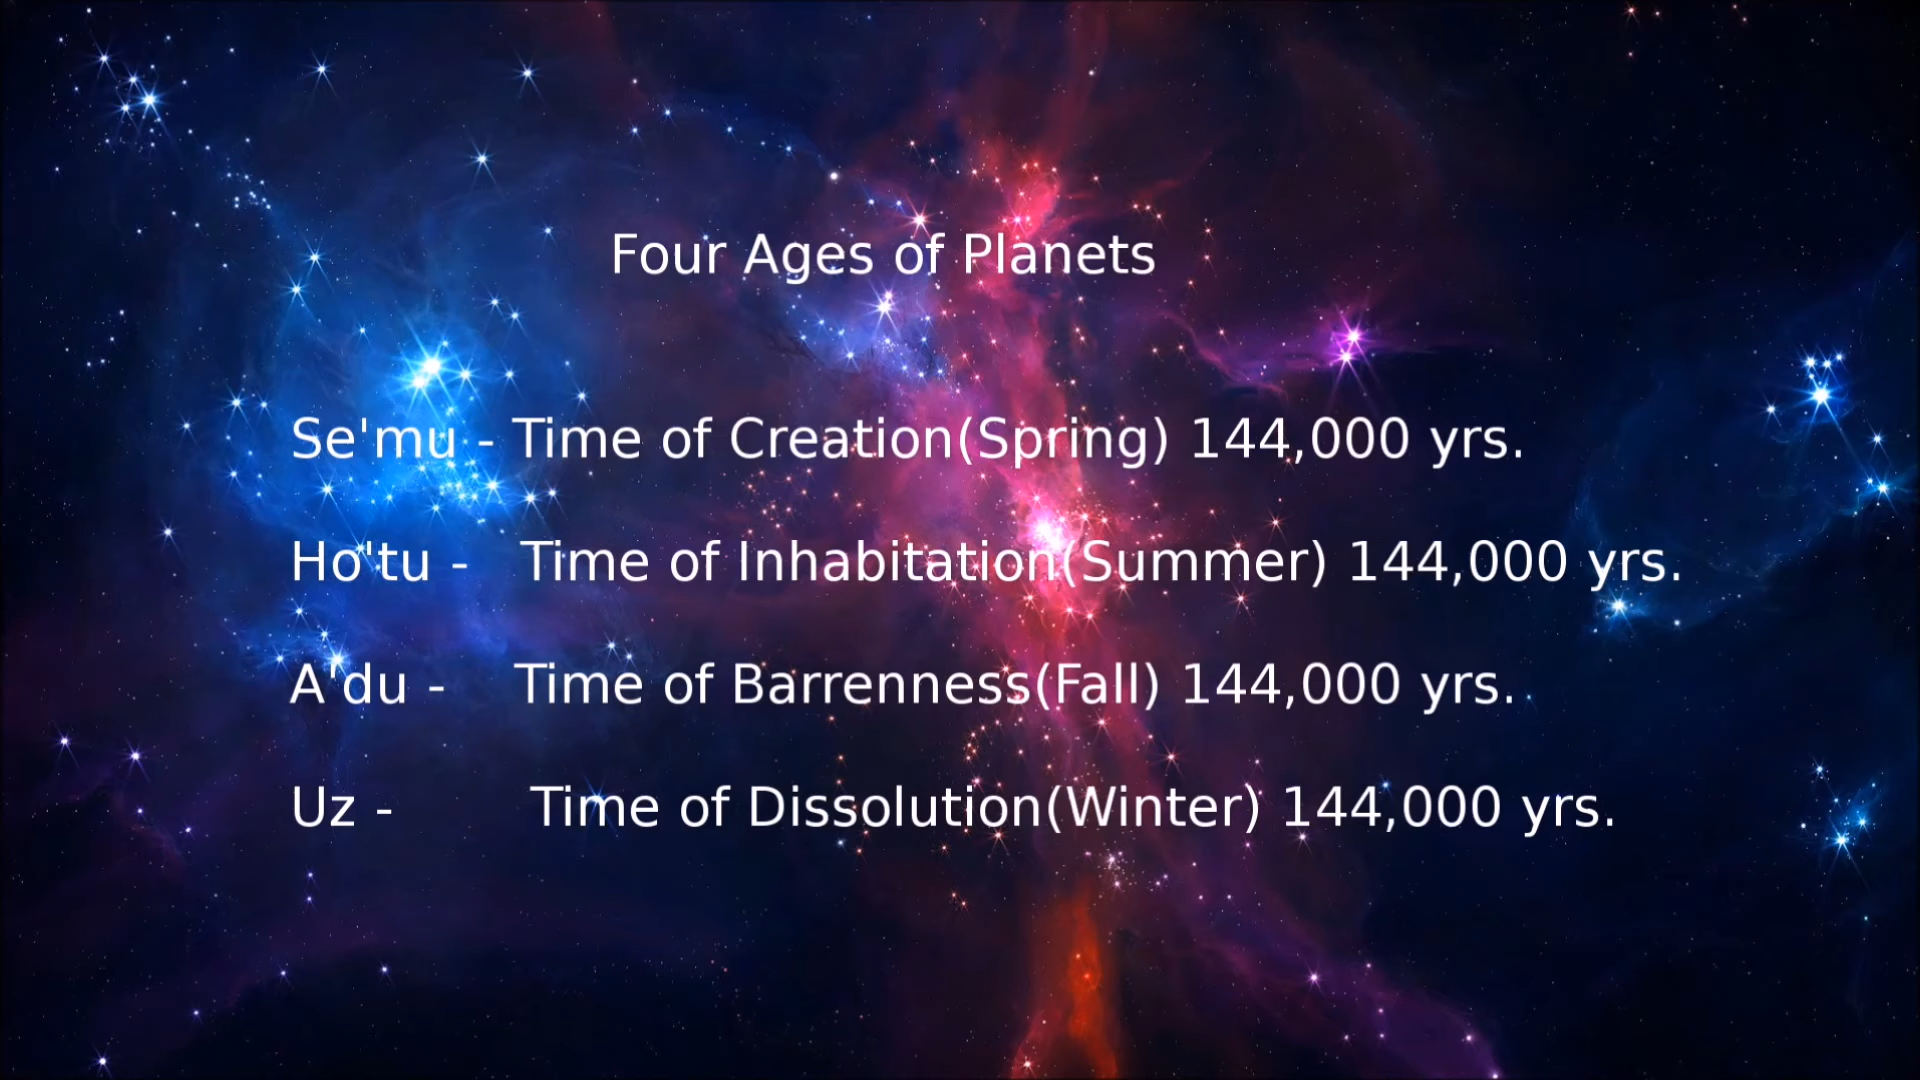 Four Ages of Planets
Se'mu - Time of Creation(Spring) 144,000 yrs.
Ho'tu - Time of Inhabitation(Summer) 144,000 yrs.
A'du - Time of Barrenness(Fall) 144,000 yrs.
Uz - Time of Dissolution(Winter) 144,000 yrs.